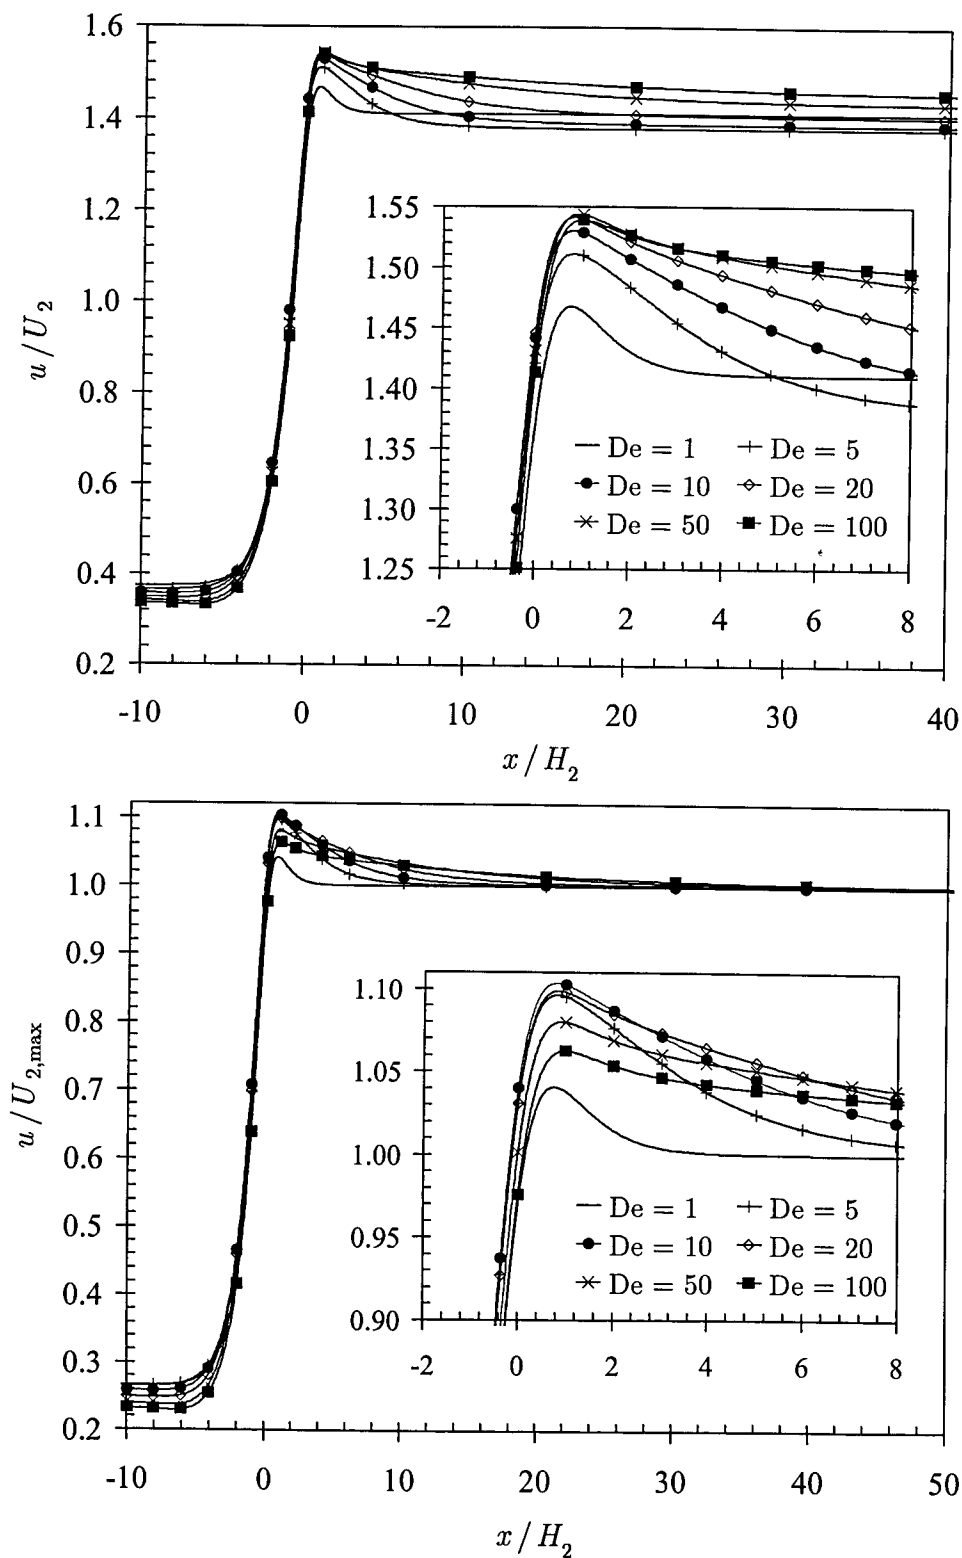 1.6
1.4
1.2
1.0
0.8
0.6
0.4
0.2
u / U2
1.55
1.50
1.45
1.40
1.35
1.30
1.25
De = 1 De = 5
De = 10 De = 20
De = 50 De = 100
-2 0 2 4 6 8
-10 0 10 20 30 40
x / H2
1.1
1.0
0.9
0.8
0.7
0.6
0.5
0.4
0.3
0.2
u / U2,max
1.10
1.05
1.00
0.95
0.90
De = 1 De = 5
De = 10 De = 20
De = 50 De = 100
-2 0 2 4 6 8
-10 0 10 20 30 40 50
x / H2